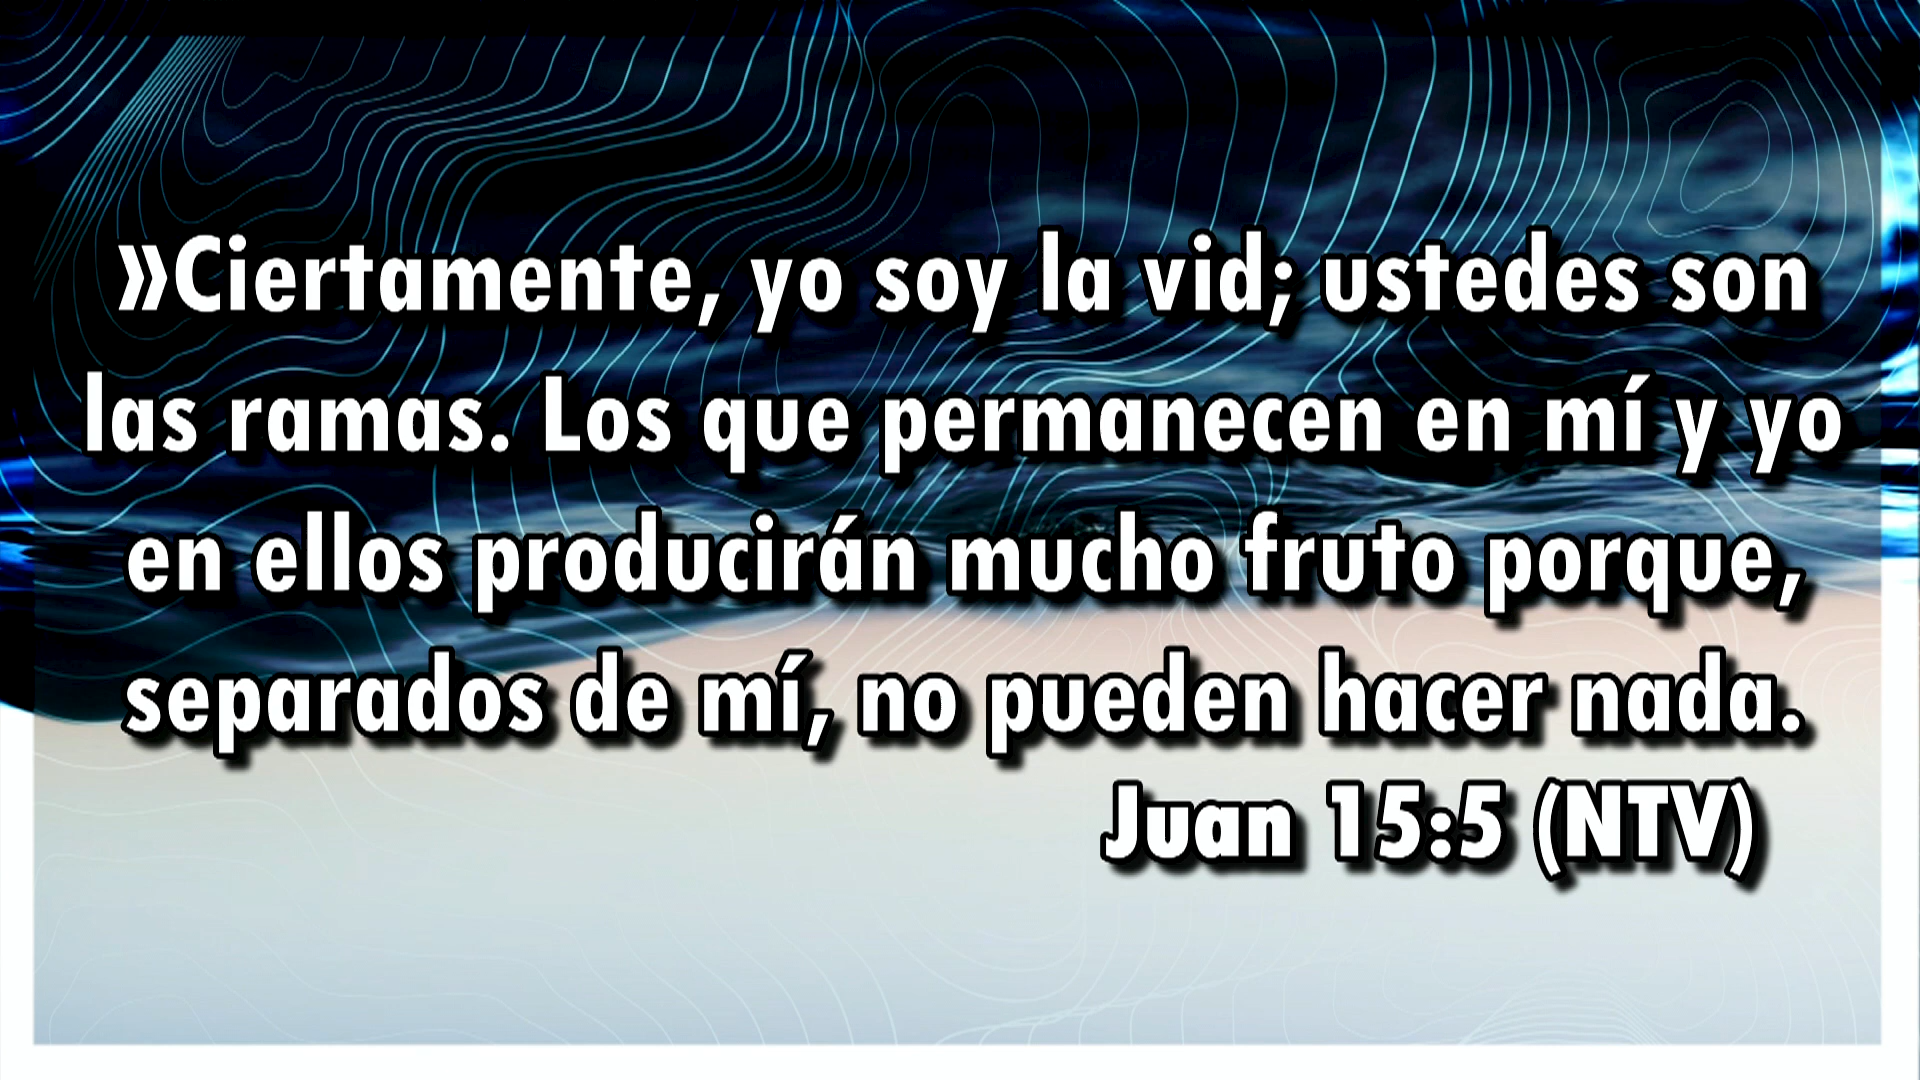 »Ciertamente, yo soy la vid; ustedes son
las ramas. Los que permanecen en mí y yo
en ellos producirán mucho fruto porque,
separados de mí, no pueden hacer nada.
Juan 15:5 (NTV)